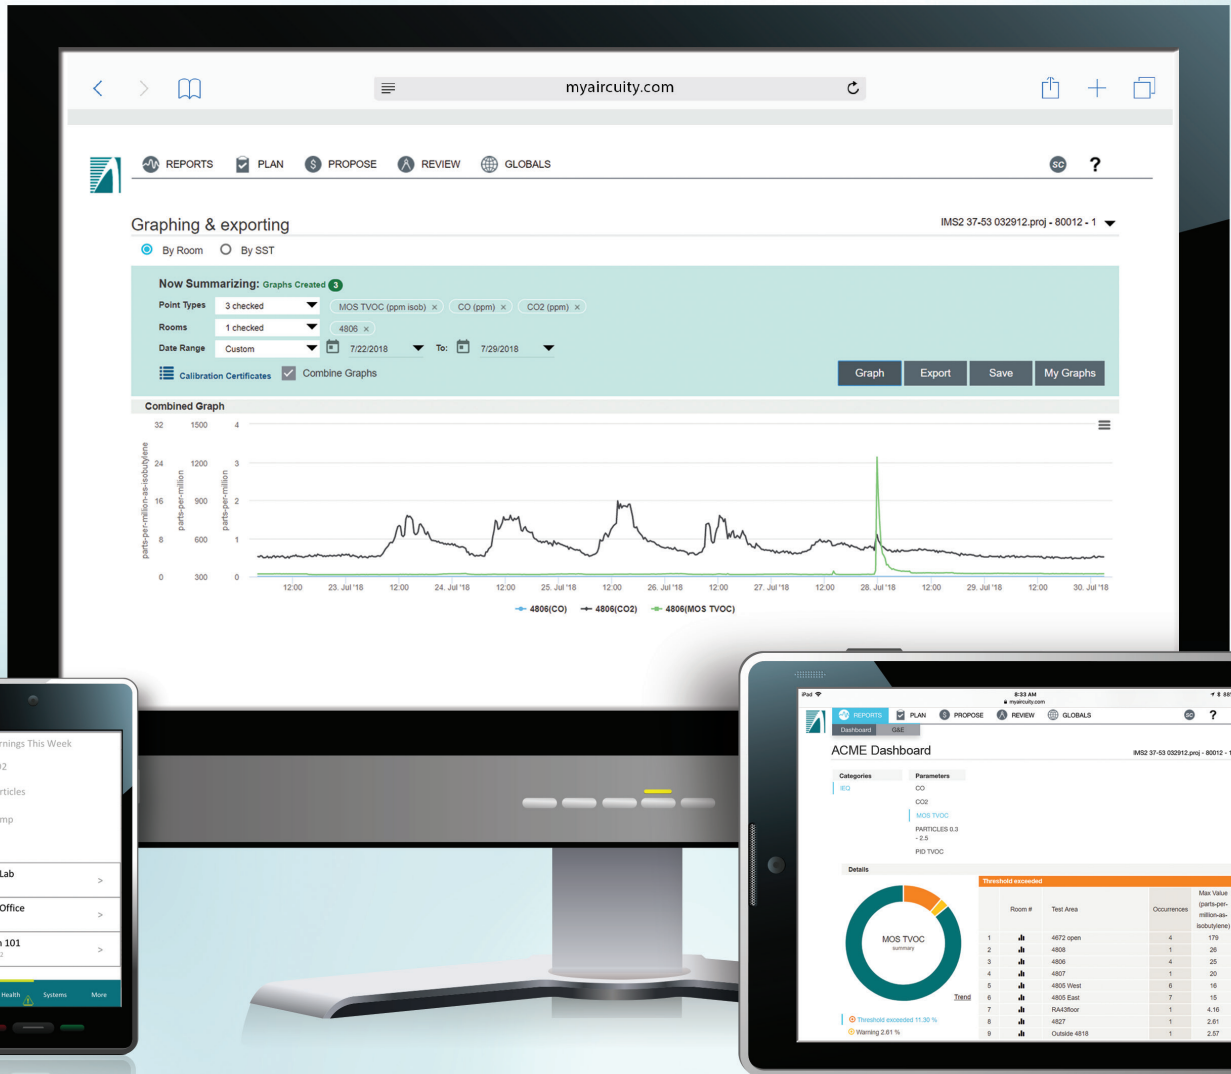 myaircuity.com
REPORTS PLAN PROPOSE REVIEW GLOBALS SC ?
Graphing & exporting IMS2 37-53 032912.proj - 80012 - 1
By Room By SST
Now Summarizing: Graphs Created 3
Point Types 3 checked MOS TVOC (ppm isob) × CO (ppm) × CO2 (ppm) ×
Rooms 1 checked 4806 ×
Date Range Custom 7/22/2018 To: 7/29/2018
Calibration Certificates Combine Graphs Graph Export Save My Graphs
Combined Graph
32 1500 4
24 1200 3
16 900 2
8 600 1
0 300 0
parts-per-million-as-isobutylene
parts-per-million
parts-per-million
12:00 23. Jul '18 12:00 24. Jul '18 12:00 25. Jul '18 12:00 26. Jul '18 12:00 27. Jul '18 12:00 28. Jul '18 12:00 29. Jul '18 12:00 30. Jul '18
4806(CO) 4806(CO2) 4806(MOS TVOC)
rnings This Week
02
rticles
mp
Lab >
Office >
101 >
Health Systems More
iPad 8:33 AM 88%
myaircuity.com
REPORTS PLAN PROPOSE REVIEW GLOBALS SC ?
Dashboard G&E
ACME Dashboard IMS2 37-53 032912.proj - 80012 - 1
Categories Parameters
IEQ CO
CO2
MOS TVOC
PARTICLES 0.3
- 2.5
PID TVOC
Details
MOS TVOC
summary
Trend
Threshold exceeded 11.30 %
Warning 2.61 %
Threshold exceeded
Room # Test Area Occurrences Max Value (parts-per-million-as-isobutylene)
1 4672 open 4 179
2 4808 1 26
3 4806 4 25
4 4807 1 20
5 4805 West 6 16
6 4805 East 7 15
7 RA43floor 1 4.16
8 4827 1 2.61
9 Outside 4818 1 2.57